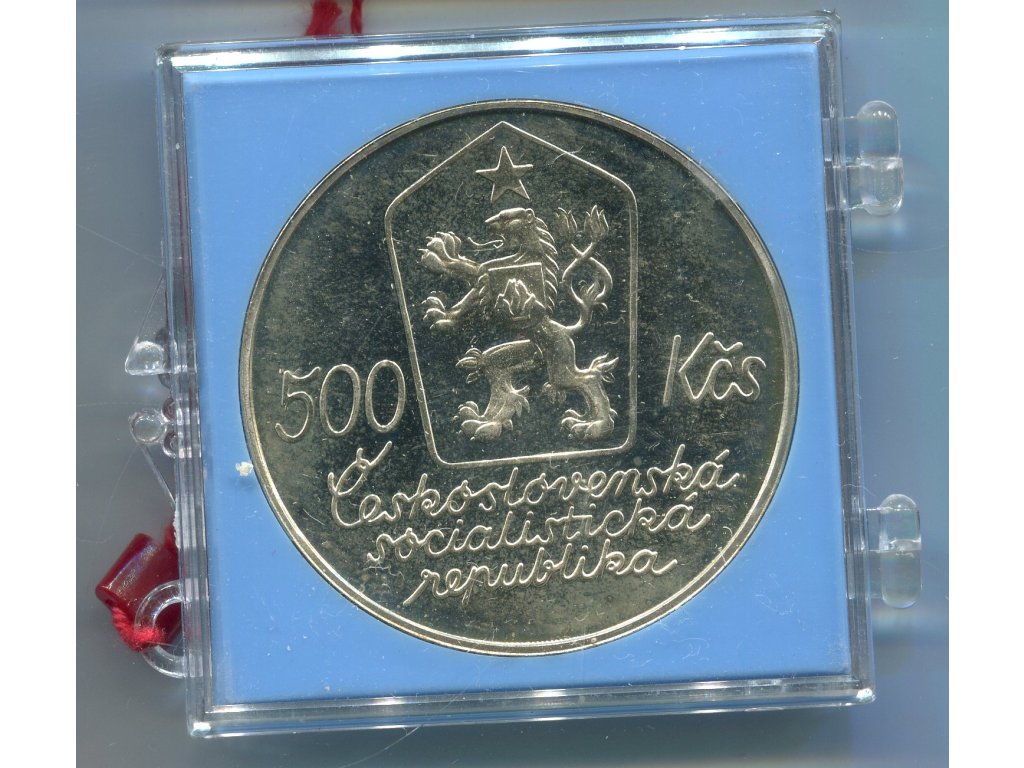 500 Kčs
Československá
socialistická
republika